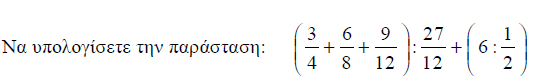 Να υπολογίσετε την παράσταση: (3/4 + 6/8 + 9/12) : 27/12 + (6 : 1/2)